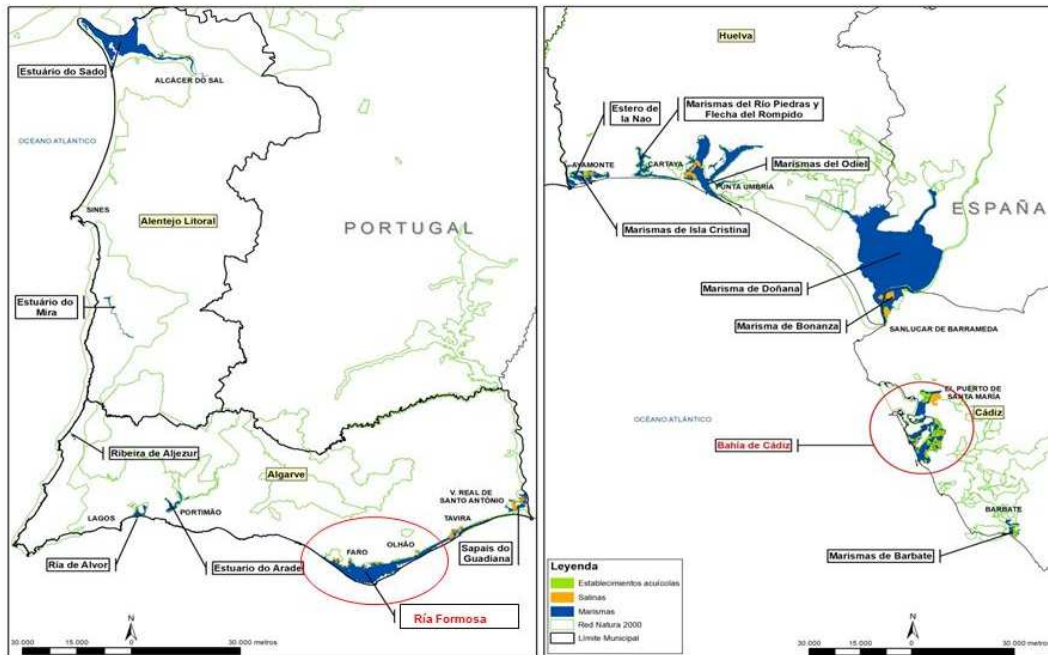 Estuário do Sado
ALCÁCER DO SAL
OCEANO ATLÁNTICO
SINES
Alentejo Litoral
PORTUGAL
Estuário do
Mira
Ribeira de Aljezur
Algarve
LAGOS
PORTIMÃO
V. REAL DE
SANTO ANTÓNIO
TAVIRA
OLHÃO
FARO
Ría de Alvor
Estuario do Arade
Sapais do
Guadiana
Ría Formosa
30.000
15.000
0
N
30.000 metros
Huelva
Estero de
la Nao
Marismas del Río Piedras y
Flecha del Rompido
AYAMONTE
CARTAYA
Marismas del Odiel
PUNTA UMBRÍA
ESPAÑA
Marismas de Isla Cristina
Marisma de Doñana
Marisma de Bonanza
SANLUCAR DE BARRAMEDA
EL PUERTO DE
SANTA MARÍA
OCÉANO ATLÁNTICO
Cádiz
Bahía de Cádiz
BARBATE
Marismas de Barbate
Leyenda
Establecimientos acuícolas
Salinas
Marismas
Red Natura 2000
Límite Municipal
30.000
15.000
0
N
30.000 metros